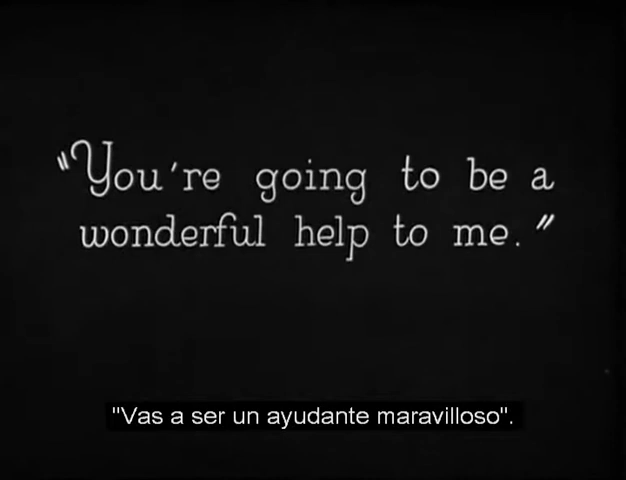 "You're going to be a
wonderful help to me."
"Vas a ser un ayudante maravilloso".